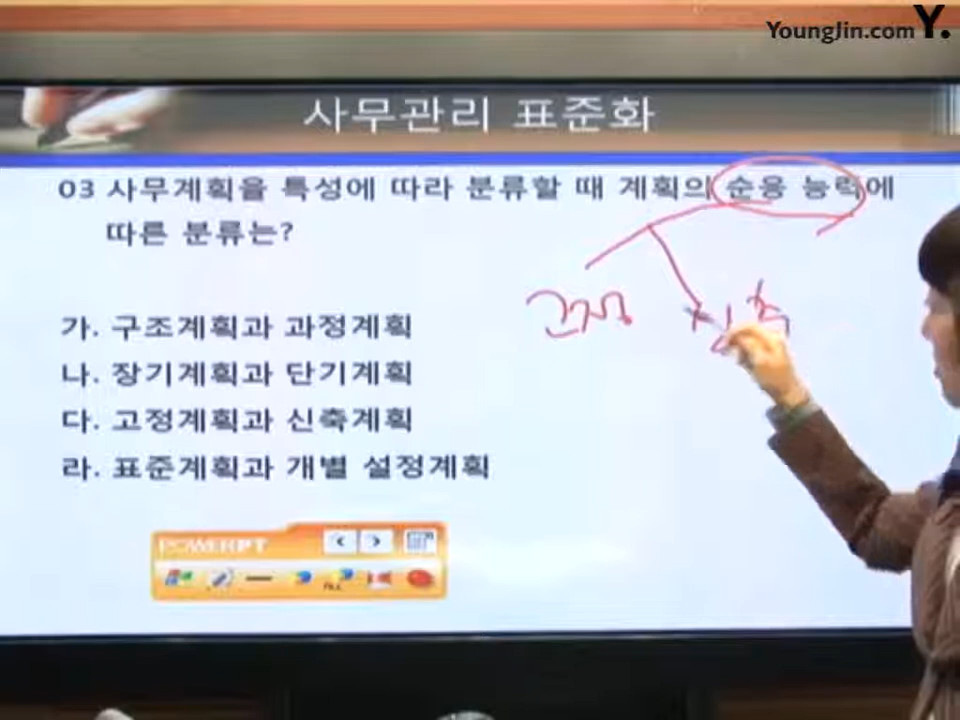 YoungJin.com Y.
사무관리 표준화
03 사무계획을 특성에 따라 분류할 때 계획의 순응 능력에
따른 분류는?
고정 신축
가. 구조계획과 과정계획
나. 장기계획과 단기계획
다. 고정계획과 신축계획
라. 표준계획과 개별 설정계획
POWERPT